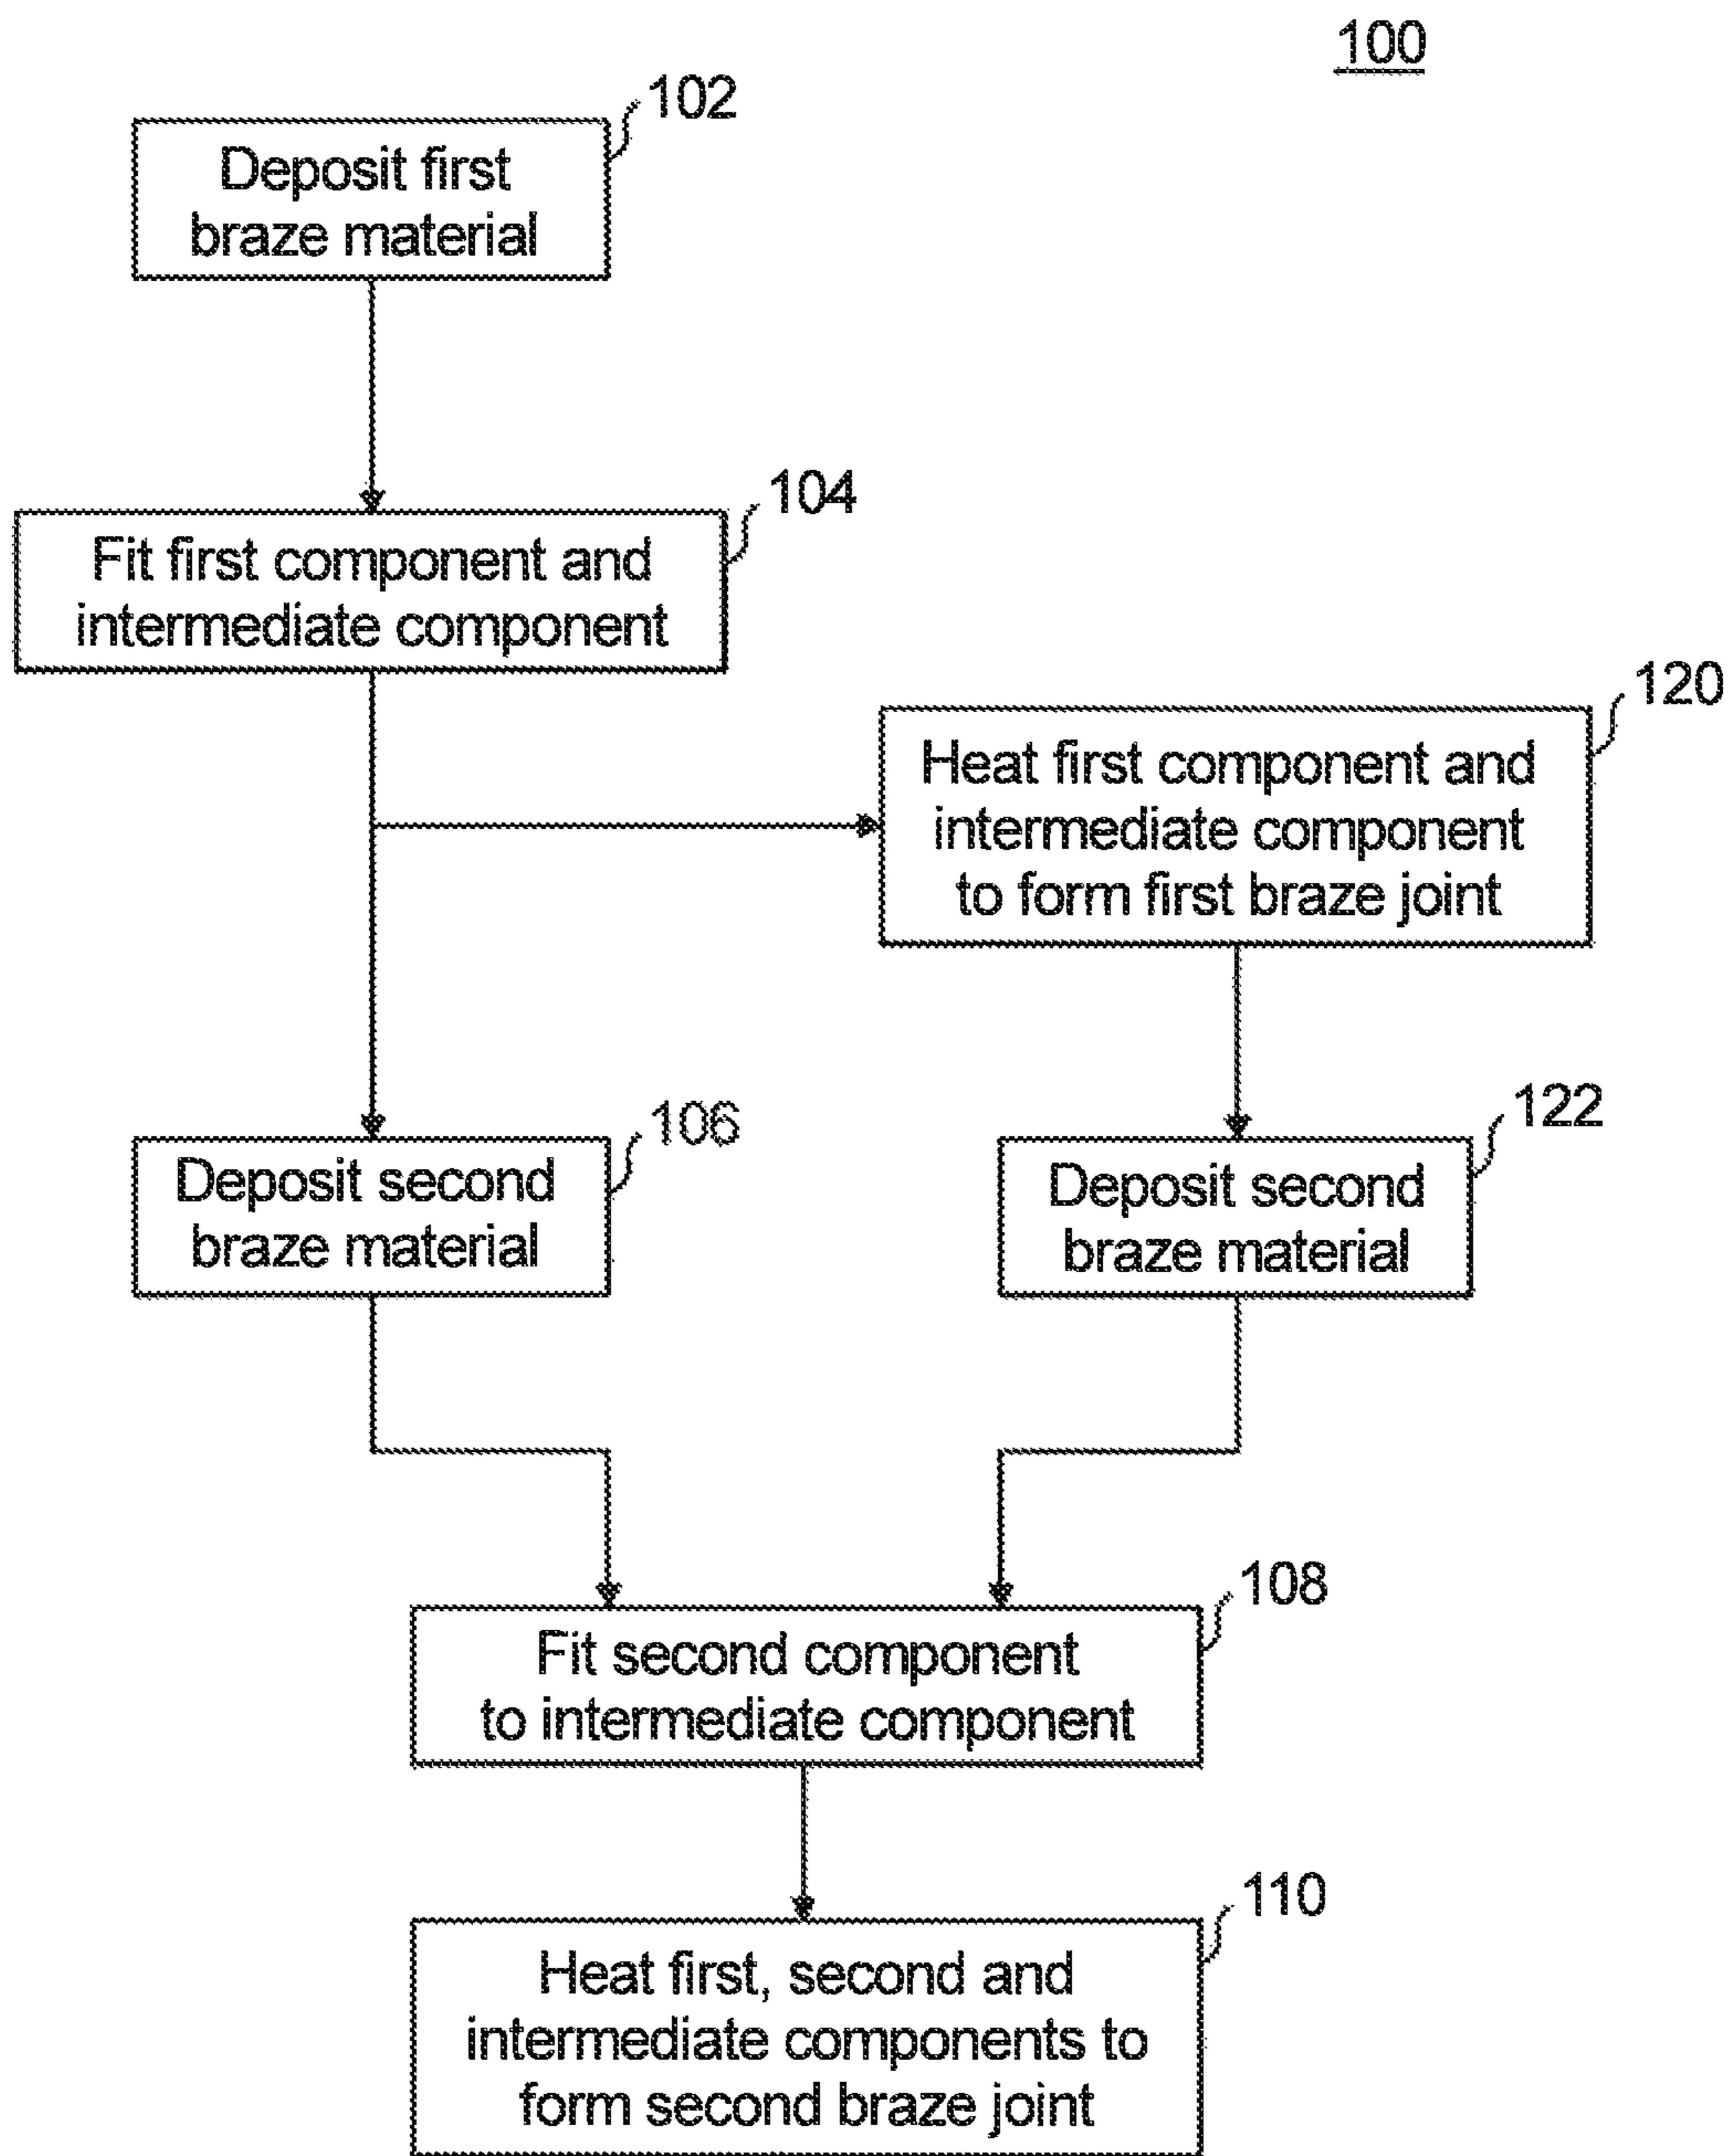 100
102
Deposit first
braze material
104
Fit first component and
intermediate component
120
Heat first component and
intermediate component
to form first braze joint
106
Deposit second
braze material
122
Deposit second
braze material
108
Fit second component
to intermediate component
110
Heat first, second and
intermediate components to
form second braze joint